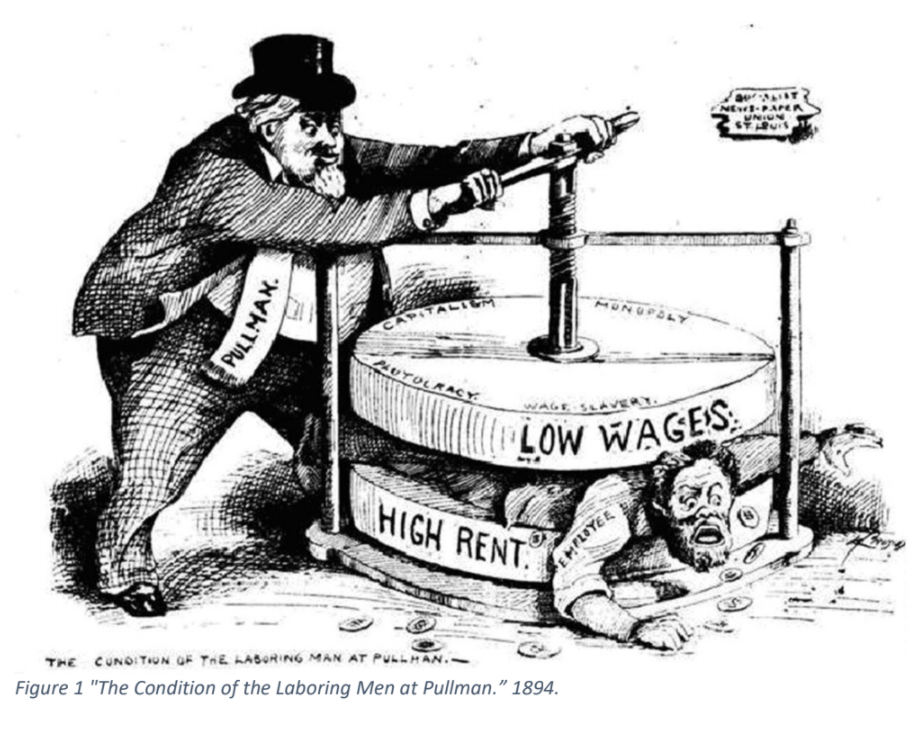 SOCIALIST
NEWS-PAPER
UNION
ST. LOUIS
PULLMAN.
CAPITALISM
MONOPOLY
PLUTOCRACY.
WAGE SLAVERY.
LOW WAGES.
HIGH RENT.
EMPLOYEE
THE CONDITION OF THE LABORING MAN AT PULLMAN.—
Figure 1 "The Condition of the Laboring Men at Pullman.” 1894.